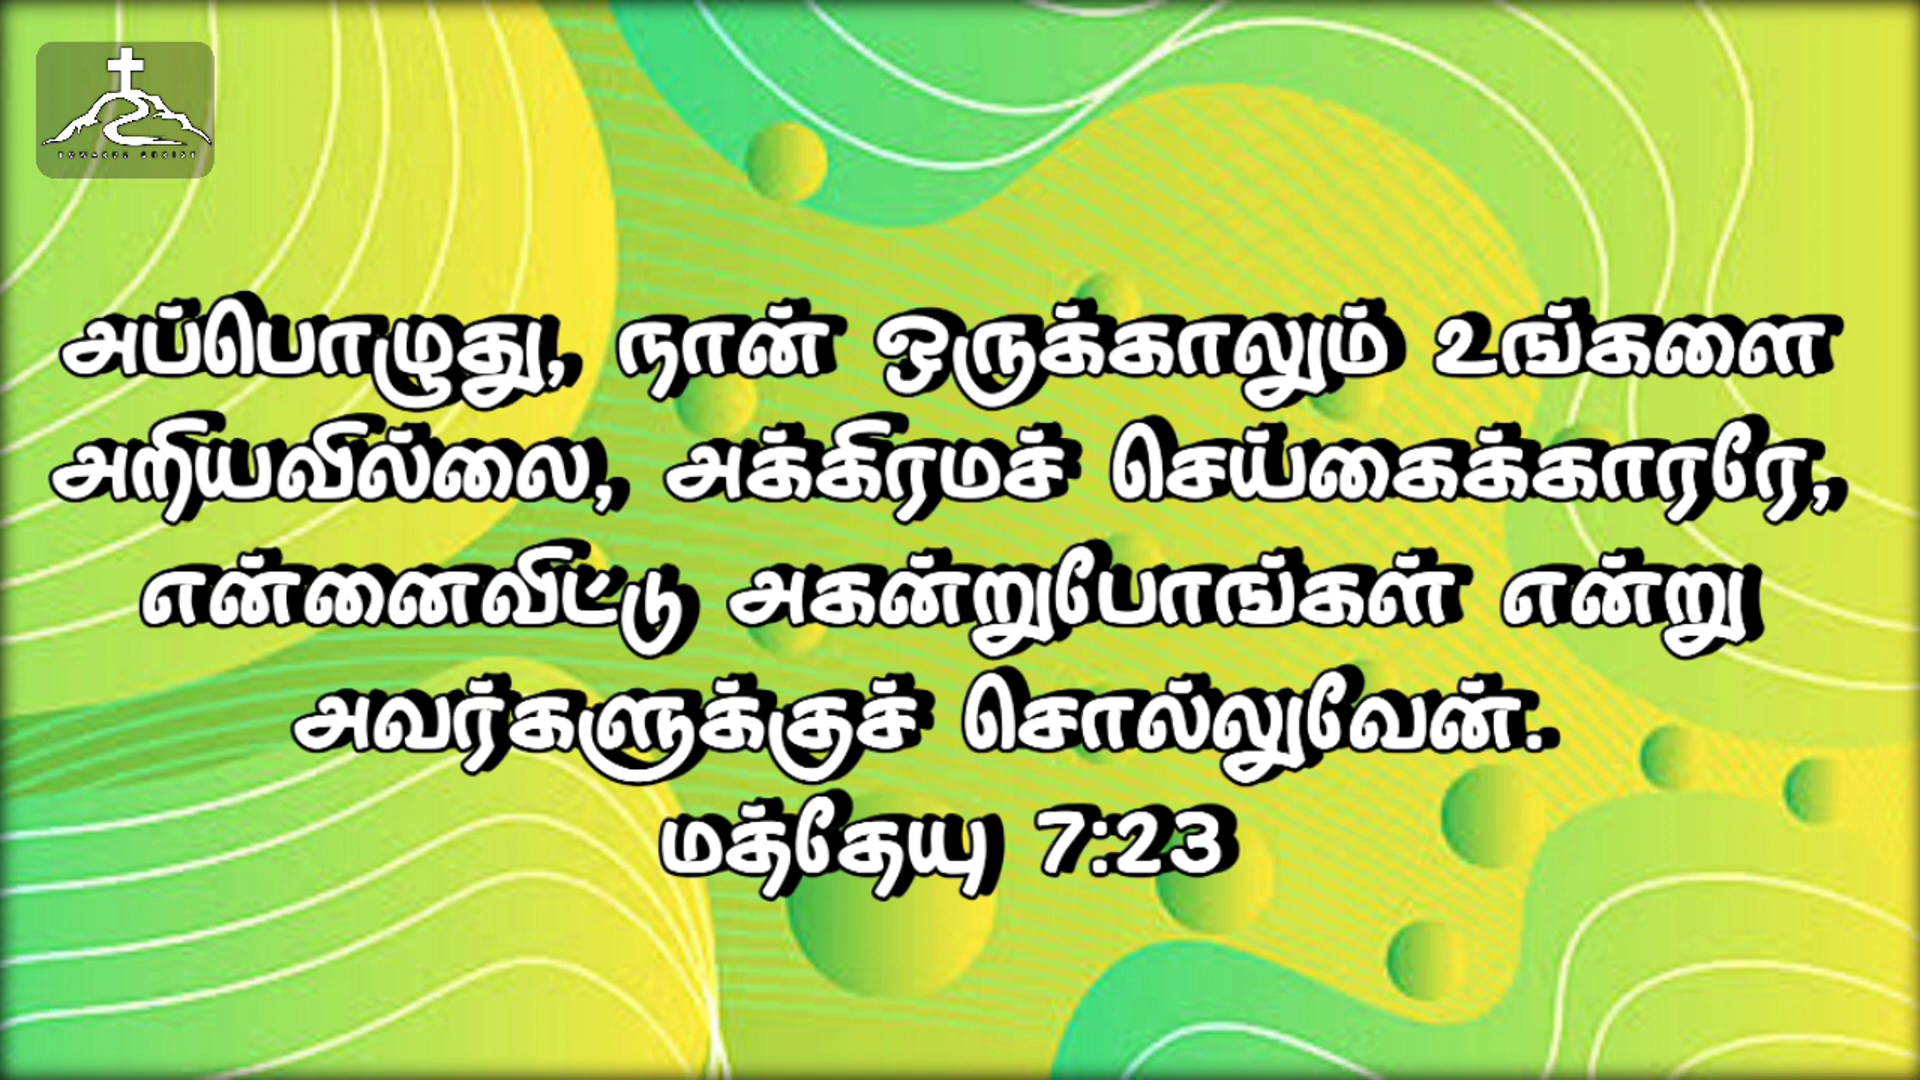 அப்பொழுது, நான் ஒருக்காலும் உங்களை
அறியவில்லை, அக்கிரமச் செய்கைக்காரரே,
என்னைவிட்டு அகன்றுபோங்கள் என்று
அவர்களுக்குச் சொல்லுவேன்.
மத்தேயு 7:23